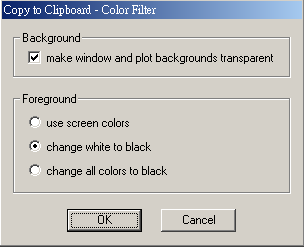 Copy to Clipboard - Color Filter
Background
make window and plot backgrounds transparent
Foreground
use screen colors
change white to black
change all colors to black
OK
Cancel